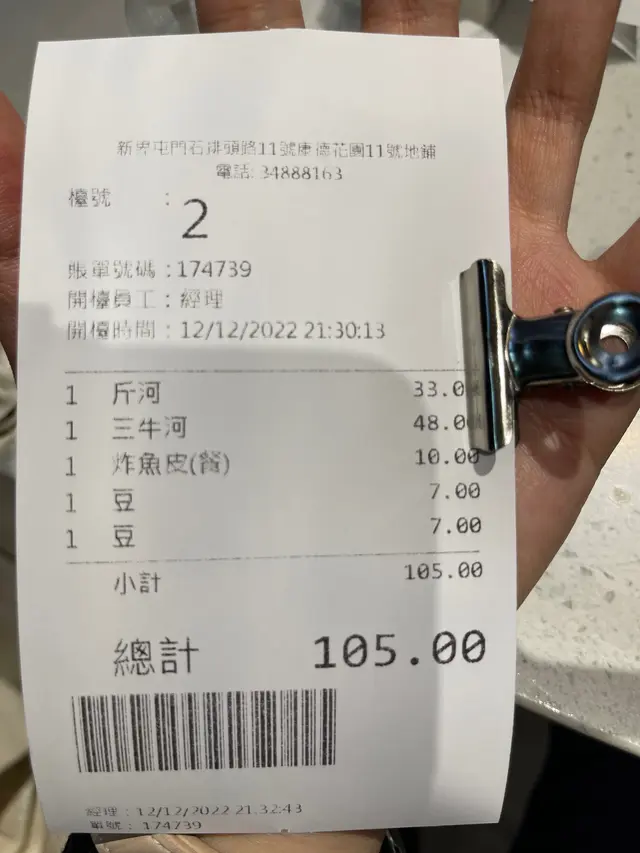 新界屯門石排頭路11號康德花園11號地鋪
電話: 34888163
檯號 : 2
賬單號碼 : 174739
開檯員工 : 經理
開檯時間 : 12/12/2022 21:30:13
1 斤河 33.00
1 三牛河 48.00
1 炸魚皮(餐) 10.00
1 豆 7.00
1 豆 7.00
小計 105.00
總計 105.00
經理 : 12/12/2022 21:32:43
單號 : 174739